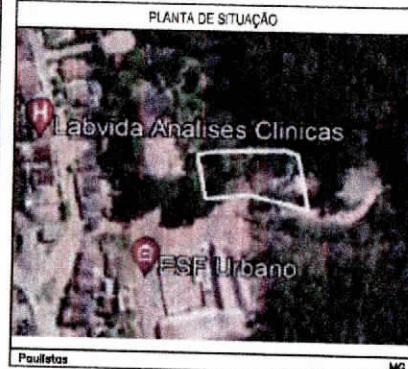 PLANTA DE SITUAÇÃO
H
Labvida Analises Clinicas
ESF Urbano
Paulistas MG